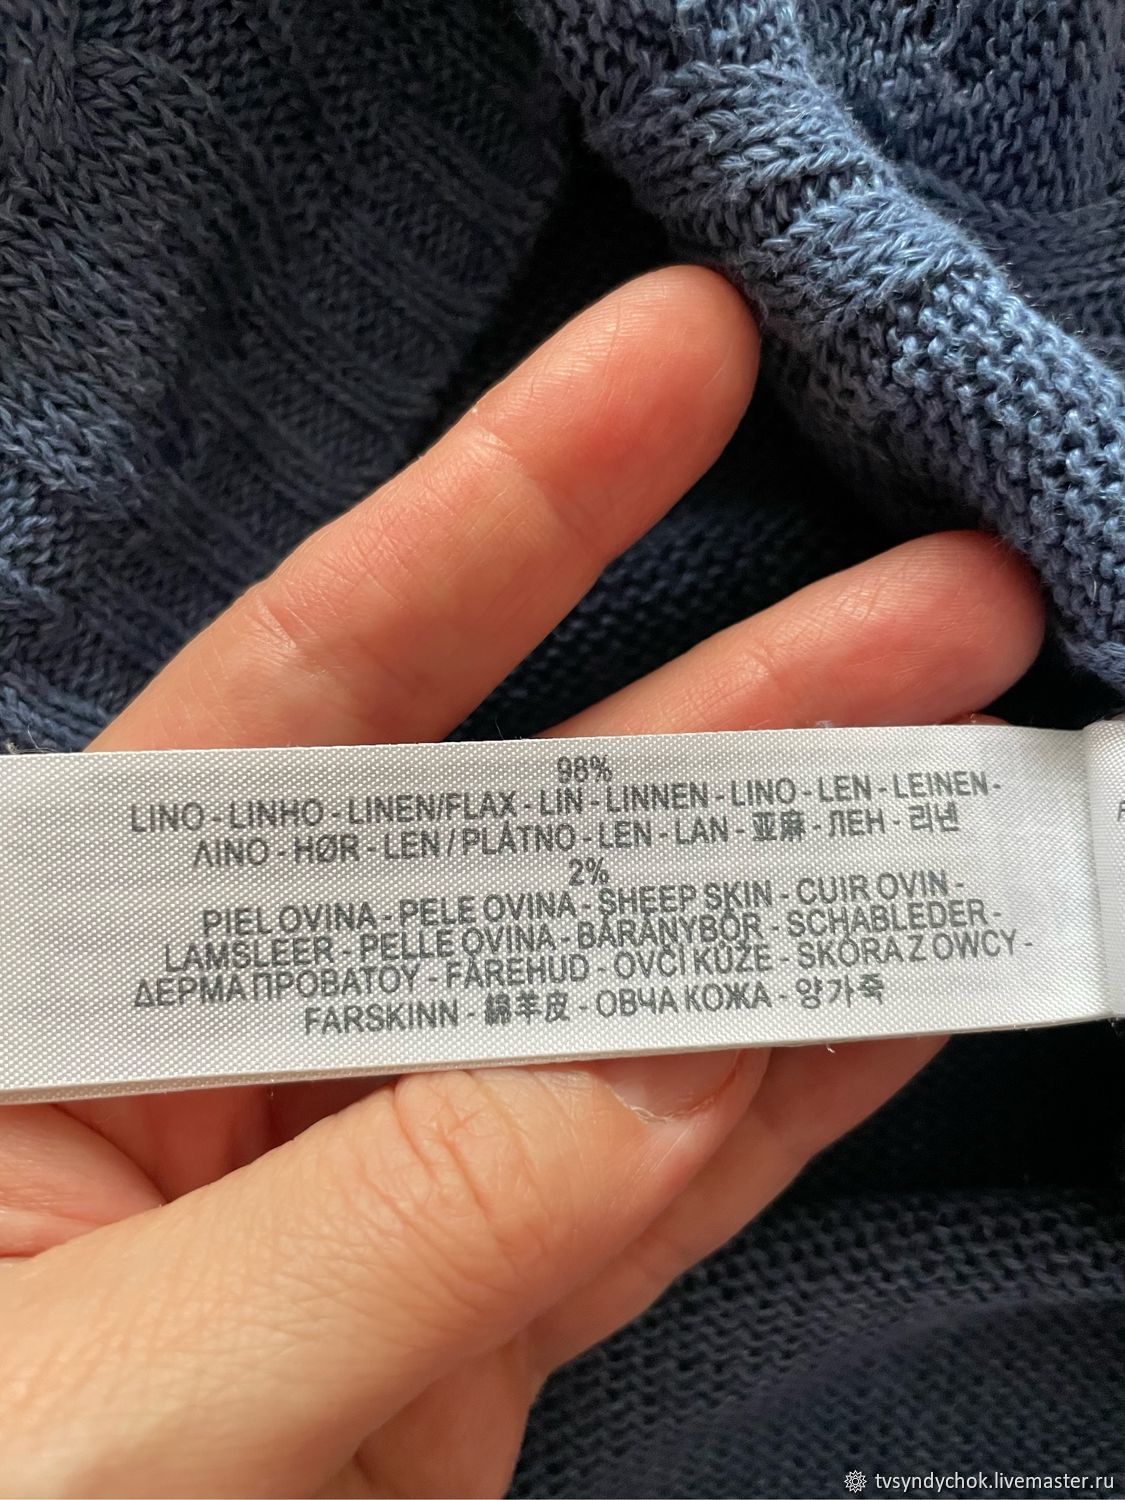 98%
LINO - LINHO - LINEN/FLAX - LIN - LINNEN - LINO - LEN - LEINEN -
ΛΙΝΟ - HØR - LEN / PLÁTNO - LEN - LAN - 亚麻 - ЛЕН - 리넨
2%
PIEL OVINA - PELE OVINA - SHEEP SKIN - CUIR OVIN -
LAMSLEER - PELLE OVINA - BÁRÁNYBŐR - SCHABLEDER -
ΔΕΡΜΑ ΠΡΟΒΑΤΟΥ - FÅREHUD - OVČÍ KŮŽE - SKÓRA Z OWCY -
FARSKINN - 綿羊皮 - ОВЧА КОЖА - 양가죽
tvsyndychok.livemaster.ru